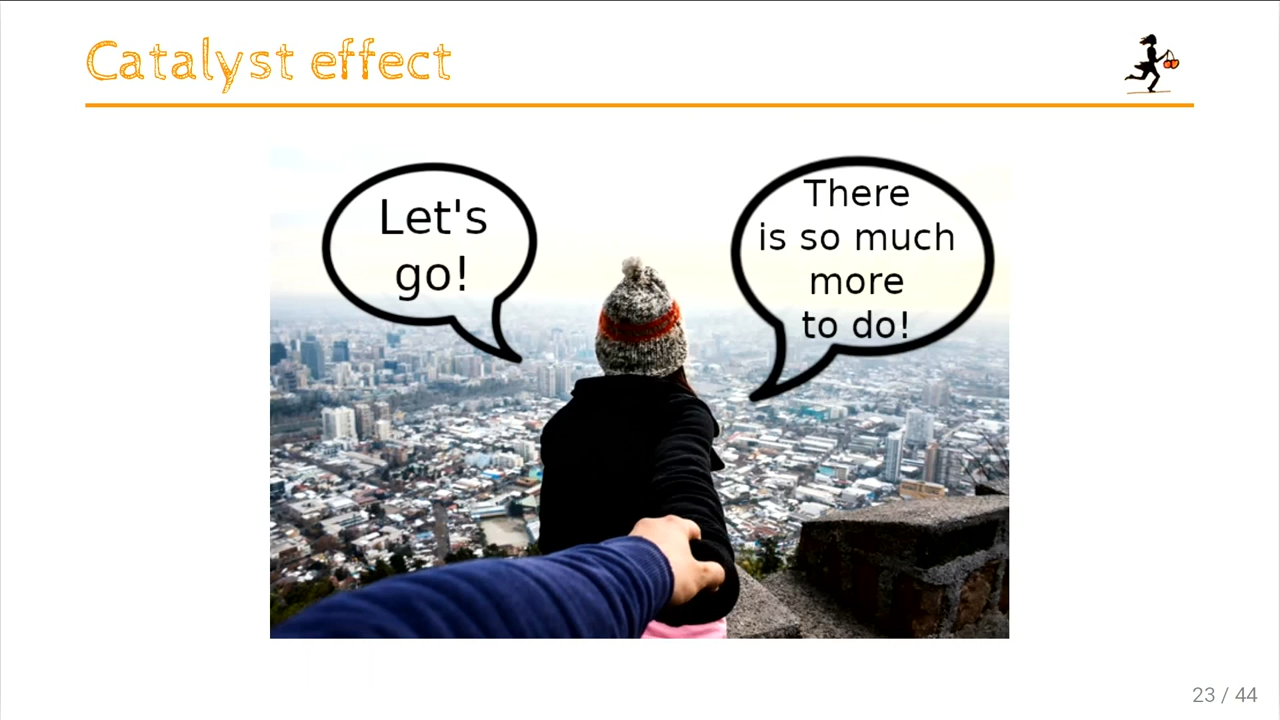 Catalyst effect
Let's
go!
There
is so much
more
to do!
23 / 44